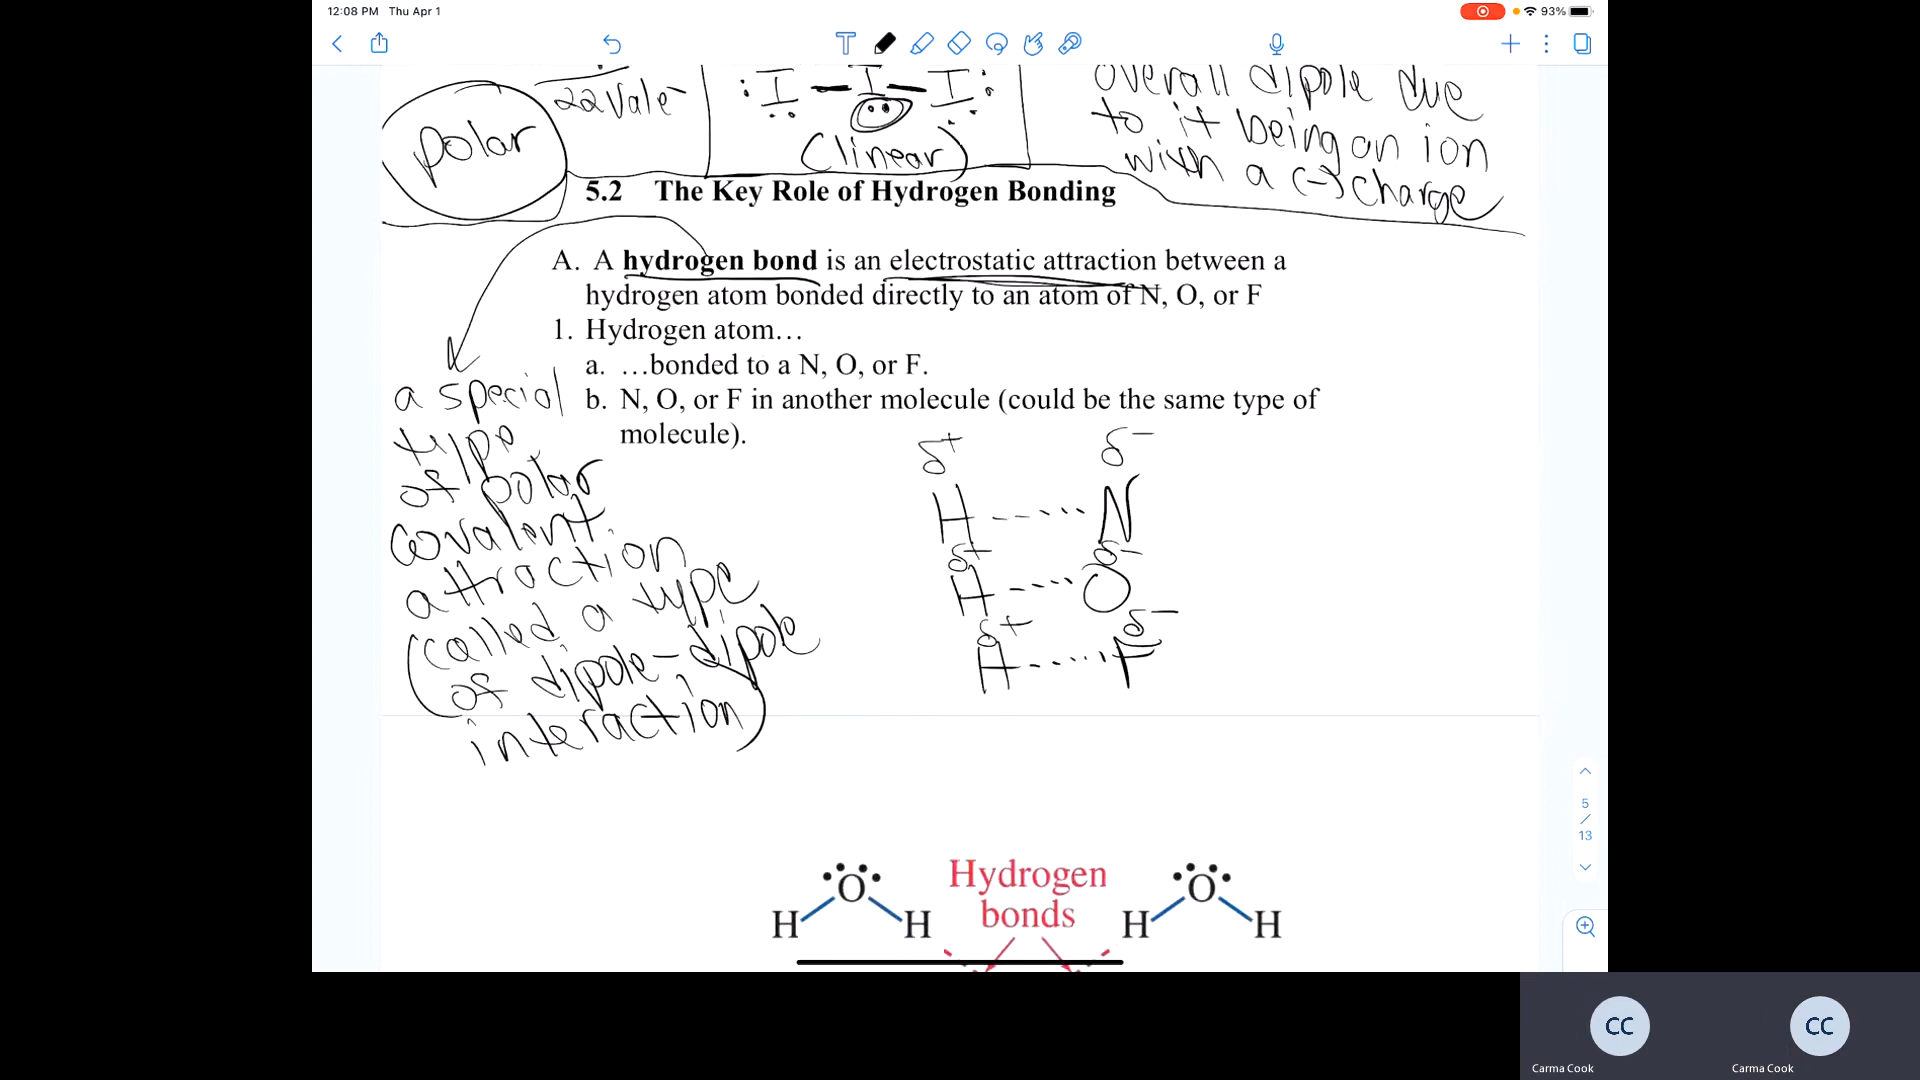 12:08 PM Thu Apr 1
93%
polar
22 Vale-
: I — I — I :
(linear)
overall dipole due
to it being an ion
with a (-) charge
5.2 The Key Role of Hydrogen Bonding
A. A hydrogen bond is an electrostatic attraction between a
hydrogen atom bonded directly to an atom of N, O, or F
1. Hydrogen atom…
a. …bonded to a N, O, or F.
b. N, O, or F in another molecule (could be the same type of
molecule).
a special
type
of polar
covalent
attraction
(called a type
of dipole-dipole
interaction)
δ+ δ-
H ----- N
δ+ δ-
H ----- O
δ+ δ-
H ----- F
5
/
13
O Hydrogen O
H H bonds H H
CC CC
Carma Cook Carma Cook